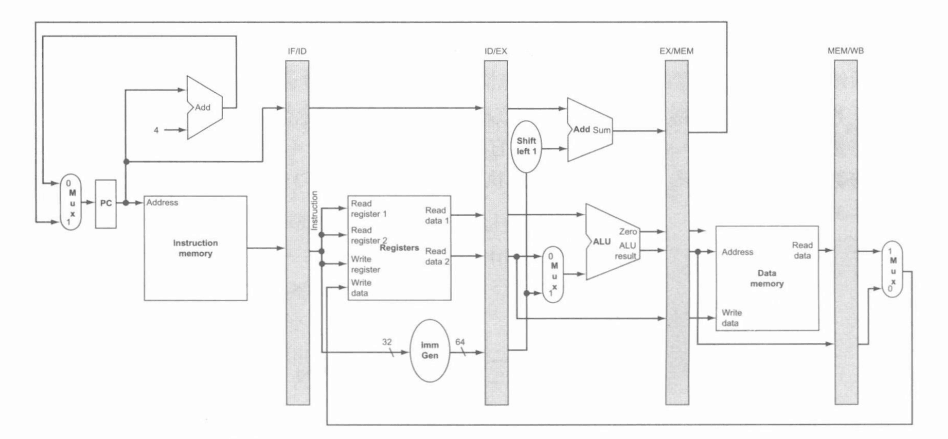 IF/ID
ID/EX
EX/MEM
MEM/WB
Add
4
Add Sum
Shift
left 1
0
M
u
x
1
PC
Address
Instruction
memory
Instruction
Read
register 1
Read
register 2
Write
register
Write
data
Registers
Read
data 1
Read
data 2
0
M
u
x
1
Zero
ALU
ALU
result
Address
Read
data
Data
memory
Write
data
1
M
u
x
0
32
Imm
Gen
64